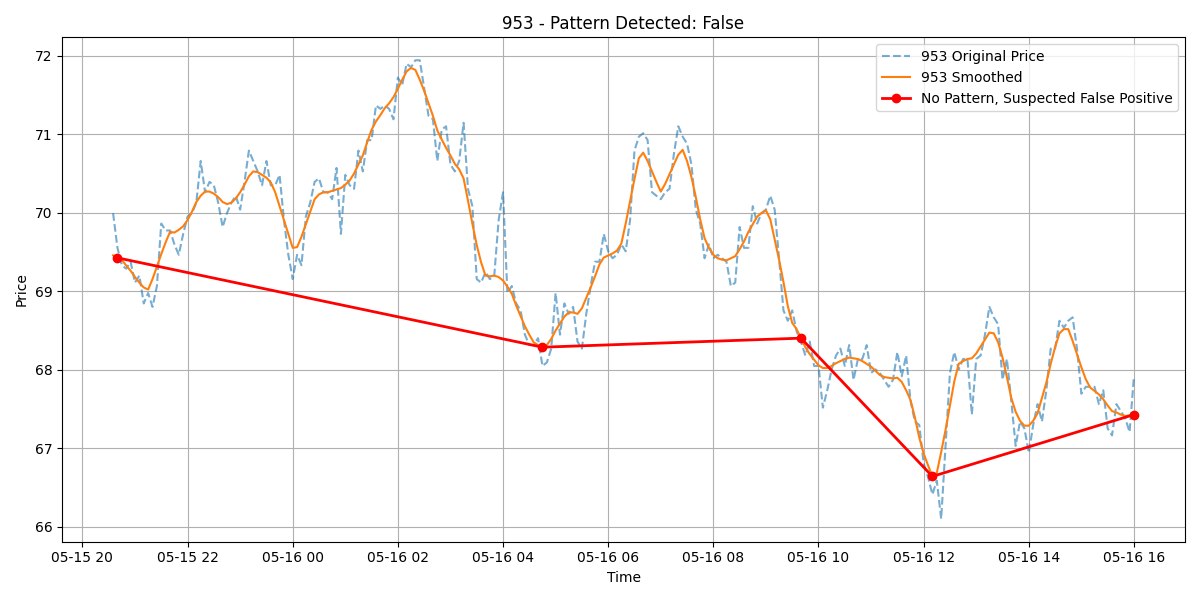 953 - Pattern Detected: False
953 Original Price
953 Smoothed
No Pattern, Suspected False Positive
Price
72
71
70
69
68
67
66
05-15 20 05-15 22 05-16 00 05-16 02 05-16 04 05-16 06 05-16 08 05-16 10 05-16 12 05-16 14 05-16 16
Time